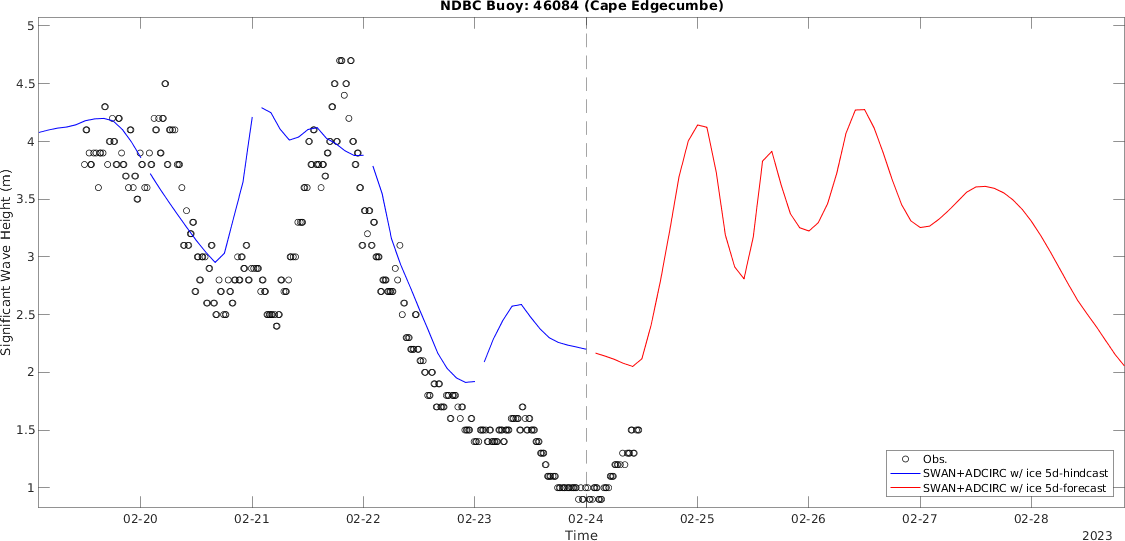 NDBC Buoy: 46084 (Cape Edgecumbe)
5
4.5
4
3.5
3
2.5
2
1.5
1
Significant Wave Height (m)
Obs.
SWAN+ADCIRC w/ ice 5d-hindcast
SWAN+ADCIRC w/ ice 5d-forecast
02-20 02-21 02-22 02-23 02-24 02-25 02-26 02-27 02-28
Time
2023